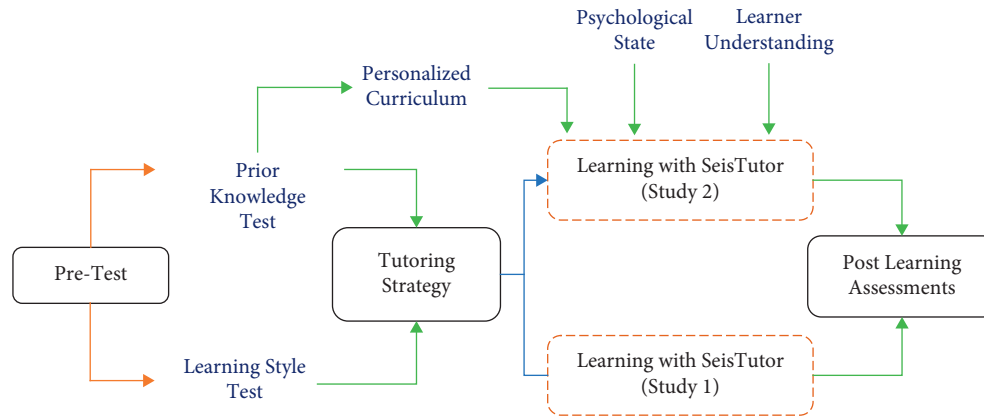 Psychological
State
Learner
Understanding
Personalized
Curriculum
Prior
Knowledge
Test
Learning with SeisTutor
(Study 2)
Pre-Test
Tutoring
Strategy
Post Learning
Assessments
Learning Style
Test
Learning with SeisTutor
(Study 1)